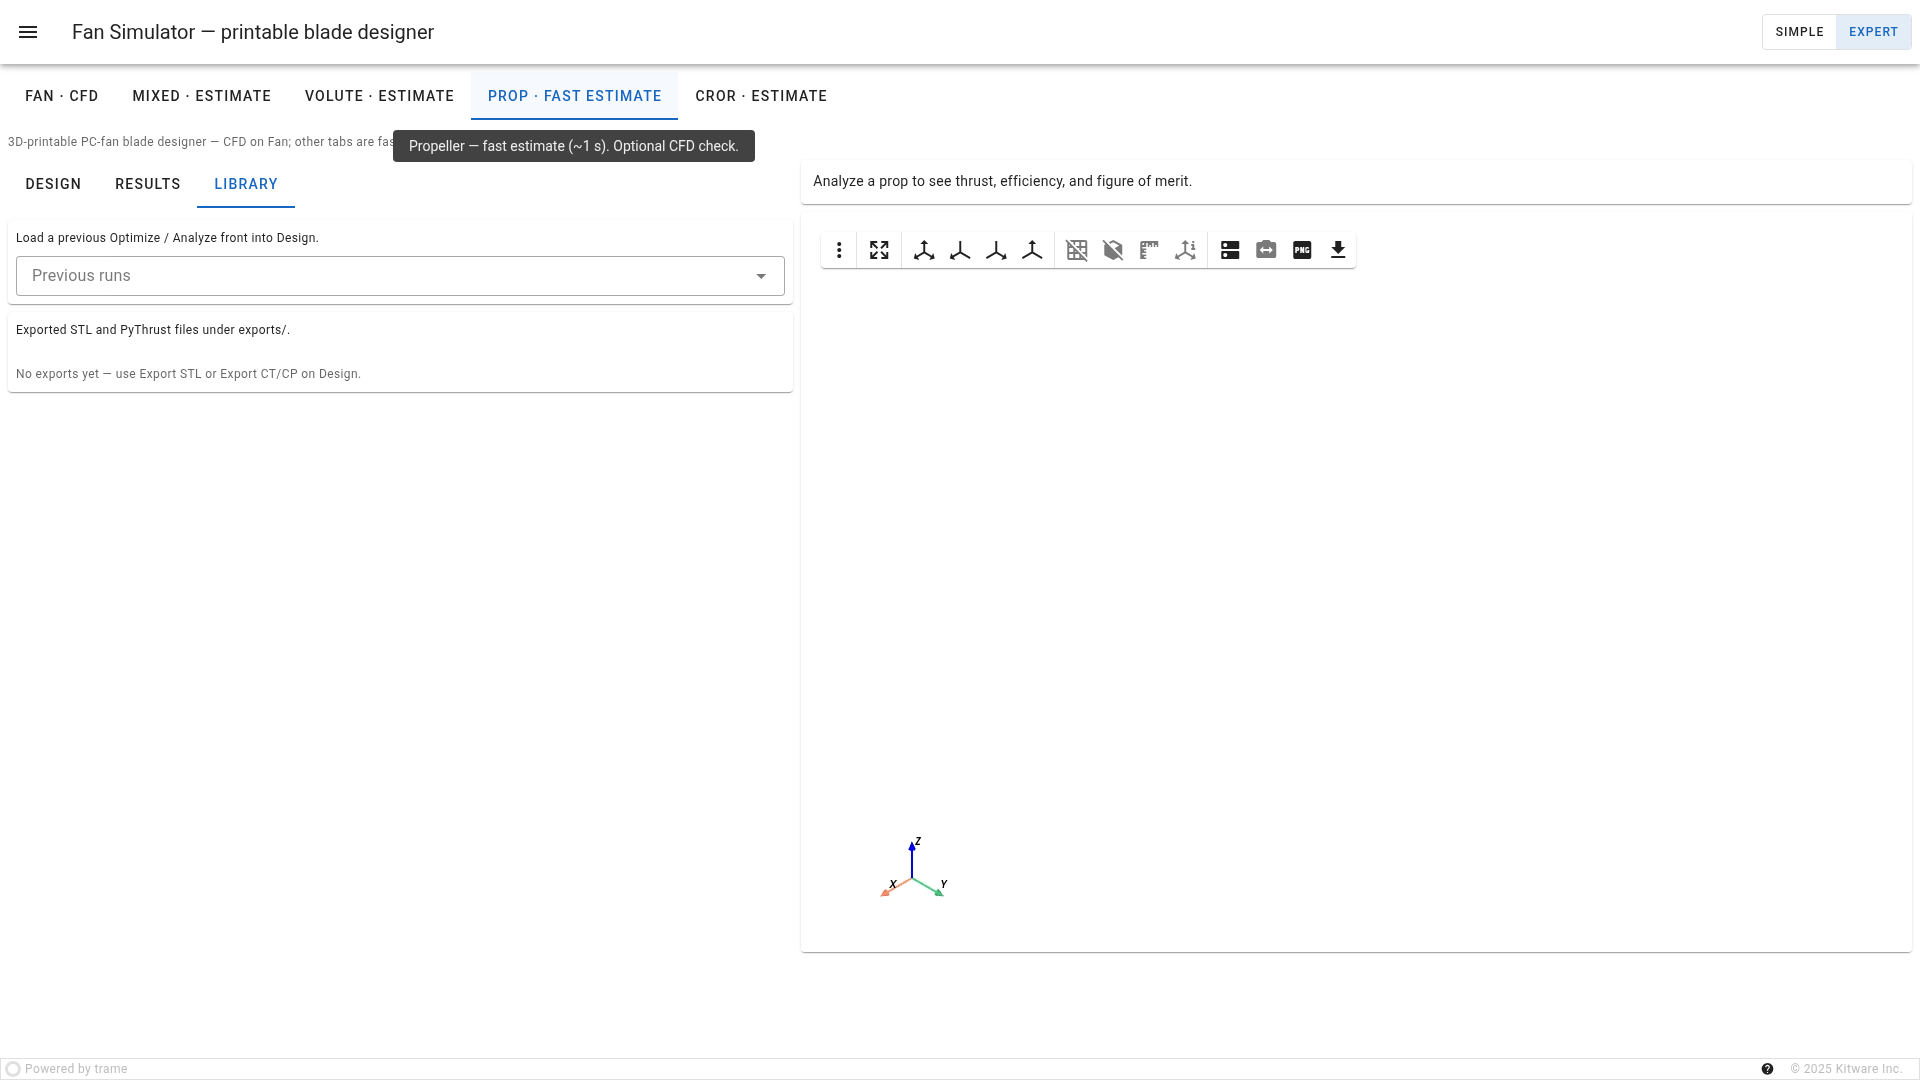 Fan Simulator — printable blade designer
SIMPLE
EXPERT
FAN · CFD
MIXED · ESTIMATE
VOLUTE · ESTIMATE
PROP · FAST ESTIMATE
CROR · ESTIMATE
3D-printable PC-fan blade designer — CFD on Fan; other tabs are fas
Propeller — fast estimate (~1 s). Optional CFD check.
DESIGN
RESULTS
LIBRARY
Load a previous Optimize / Analyze front into Design.
Previous runs
Exported STL and PyThrust files under exports/.
No exports yet — use Export STL or Export CT/CP on Design.
Analyze a prop to see thrust, efficiency, and figure of merit.
PNG
Z
X
Y
Powered by trame
© 2025 Kitware Inc.